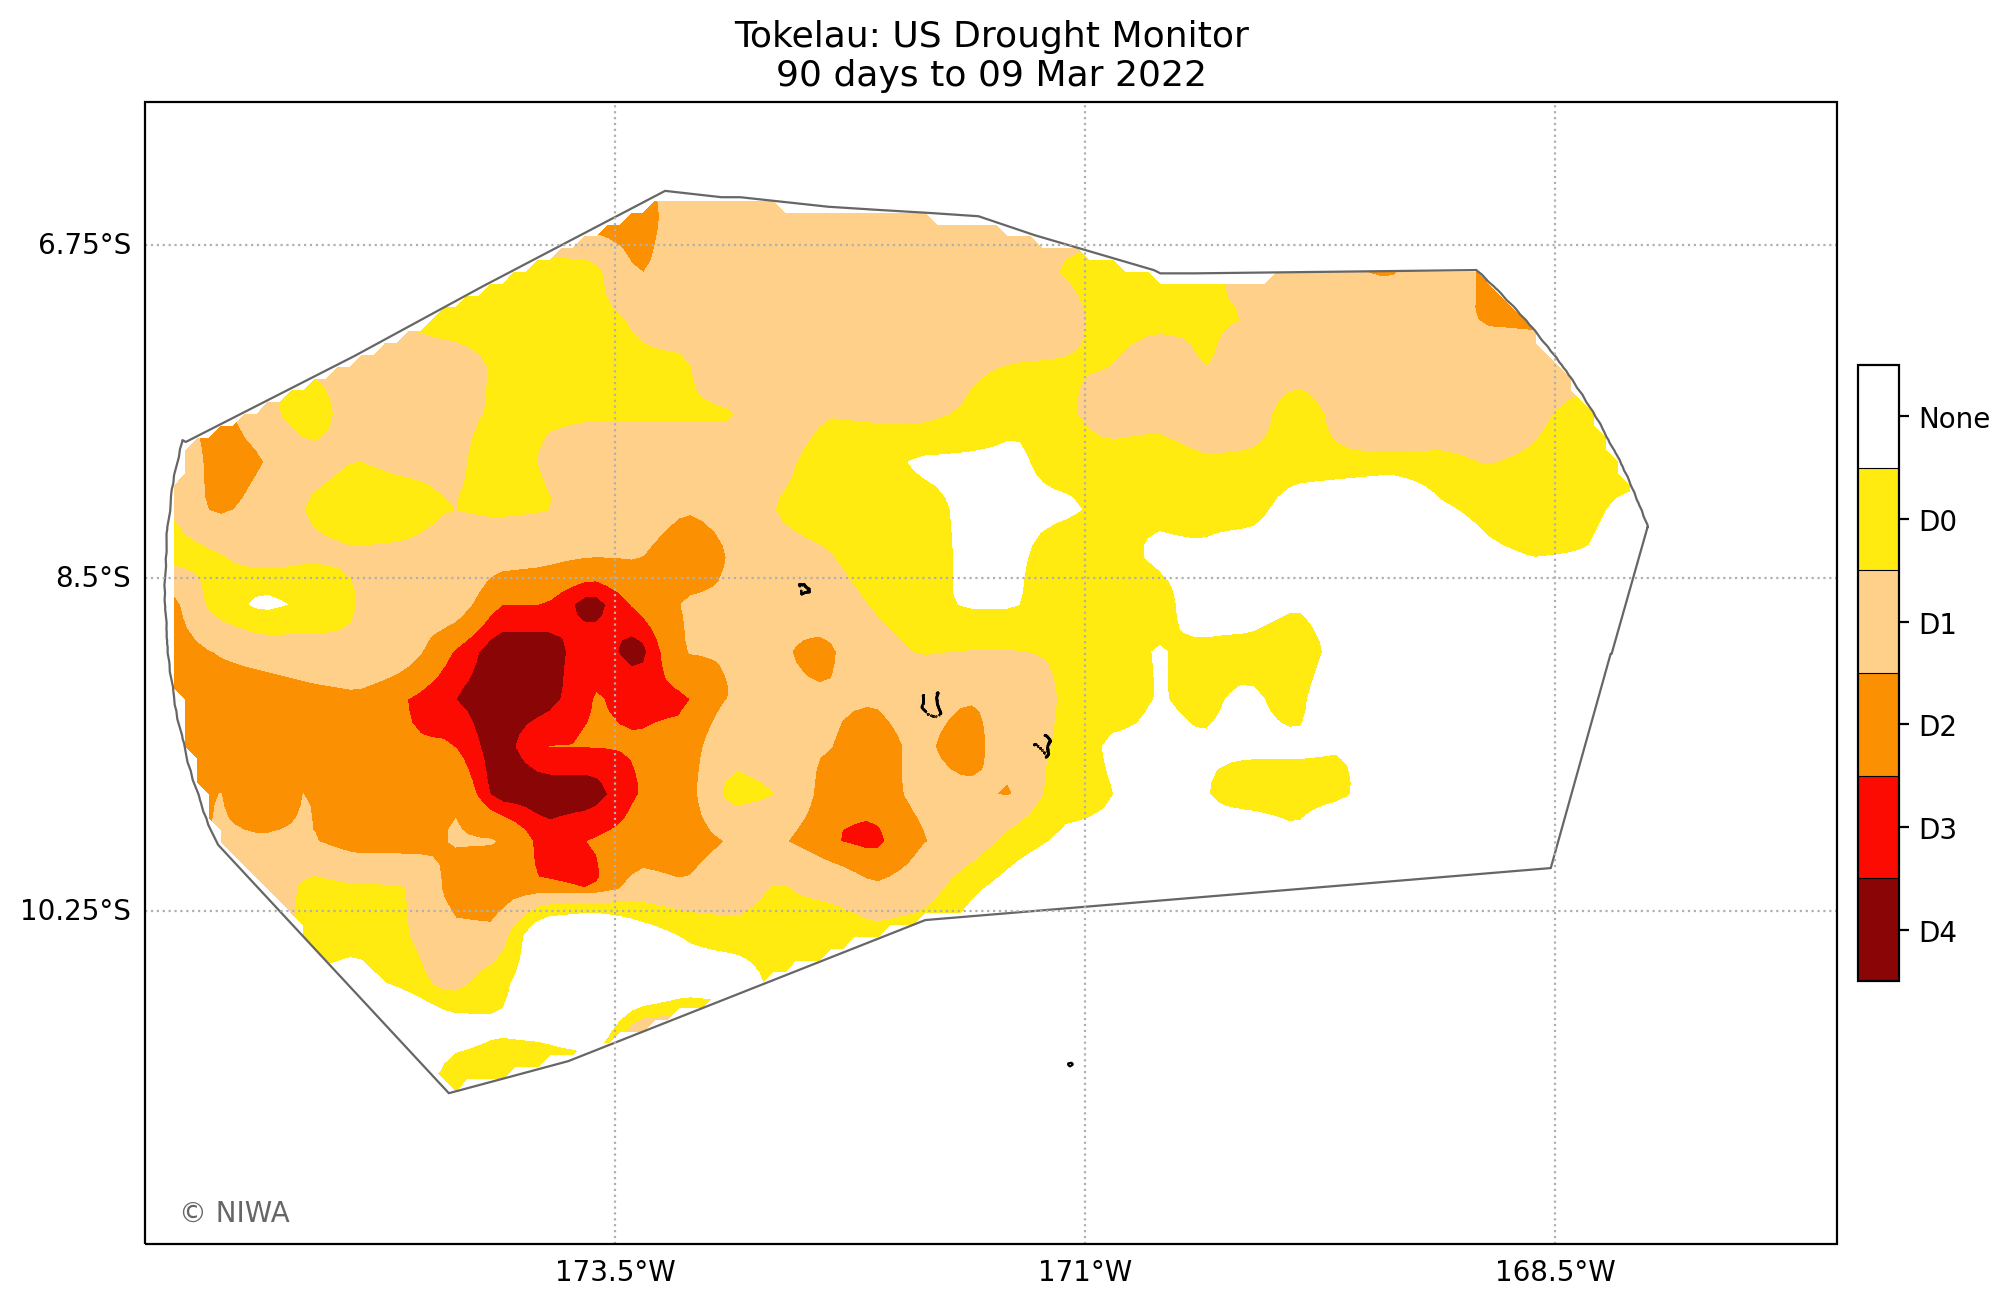 Tokelau: US Drought Monitor
90 days to 09 Mar 2022
6.75°S
8.5°S
10.25°S
173.5°W
171°W
168.5°W
None
D0
D1
D2
D3
D4
© NIWA